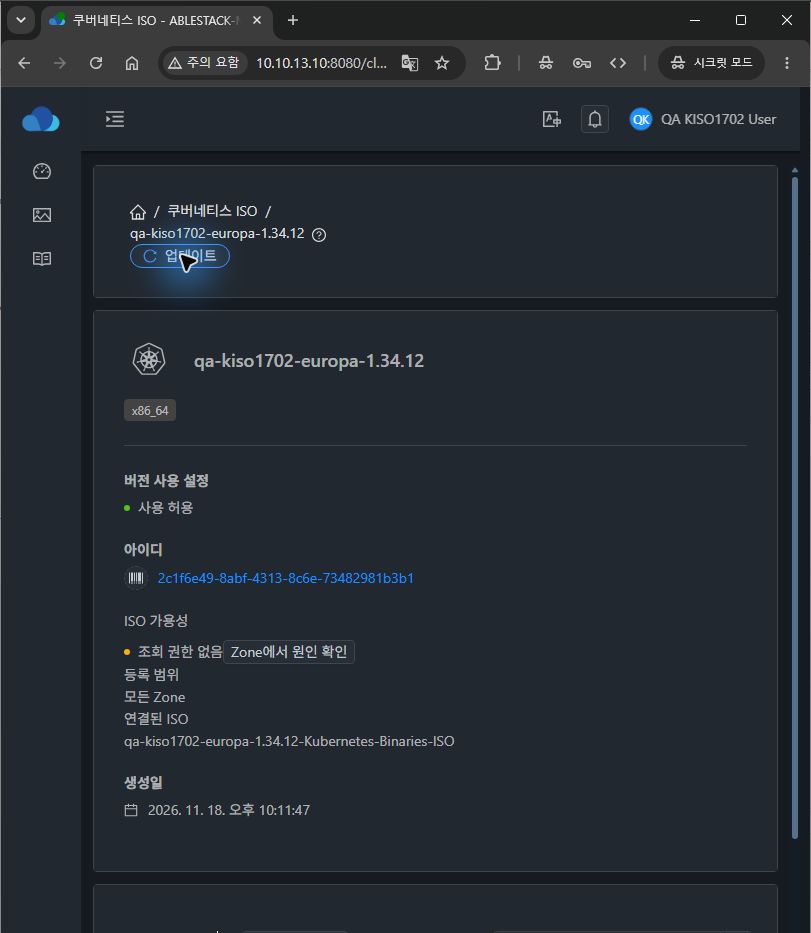 쿠버네티스 ISO - ABLESTACK-
주의 요함
10.10.13.10:8080/cl...
시크릿 모드
QK
QA KISO1702 User
/ 쿠버네티스 ISO /
qa-kiso1702-europa-1.34.12
업데이트
qa-kiso1702-europa-1.34.12
x86_64
버전 사용 설정
사용 허용
아이디
2c1f6e49-8abf-4313-8c6e-73482981b3b1
ISO 가용성
조회 권한 없음 Zone에서 원인 확인
등록 범위
모든 Zone
연결된 ISO
qa-kiso1702-europa-1.34.12-Kubernetes-Binaries-ISO
생성일
2026. 11. 18. 오후 10:11:47